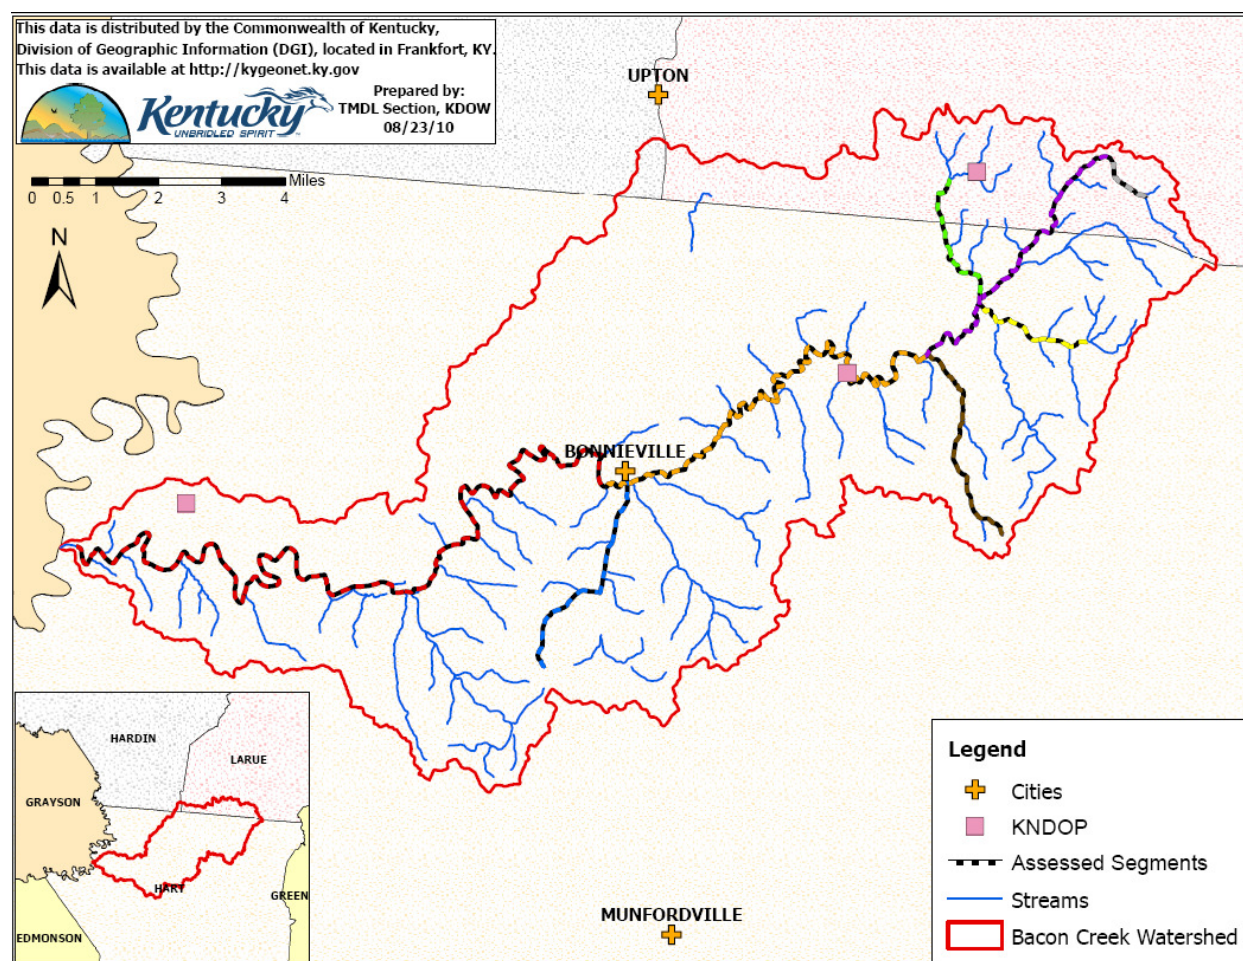 This data is distributed by the Commonwealth of Kentucky,
Division of Geographic Information (DGI), located in Frankfort, KY.
This data is available at http://kygeonet.ky.gov
Kentucky
UNBRIDLED SPIRIT
Prepared by:
TMDL Section, KDOW
08/23/10
Miles
0 0.5 1 2 3 4
N
UPTON
BONNIEVILLE
MUNFORDVILLE
HARDIN
LARUE
GRAYSON
HART
GREEN
EDMONSON
Legend
Cities
KNDOP
Assessed Segments
Streams
Bacon Creek Watershed